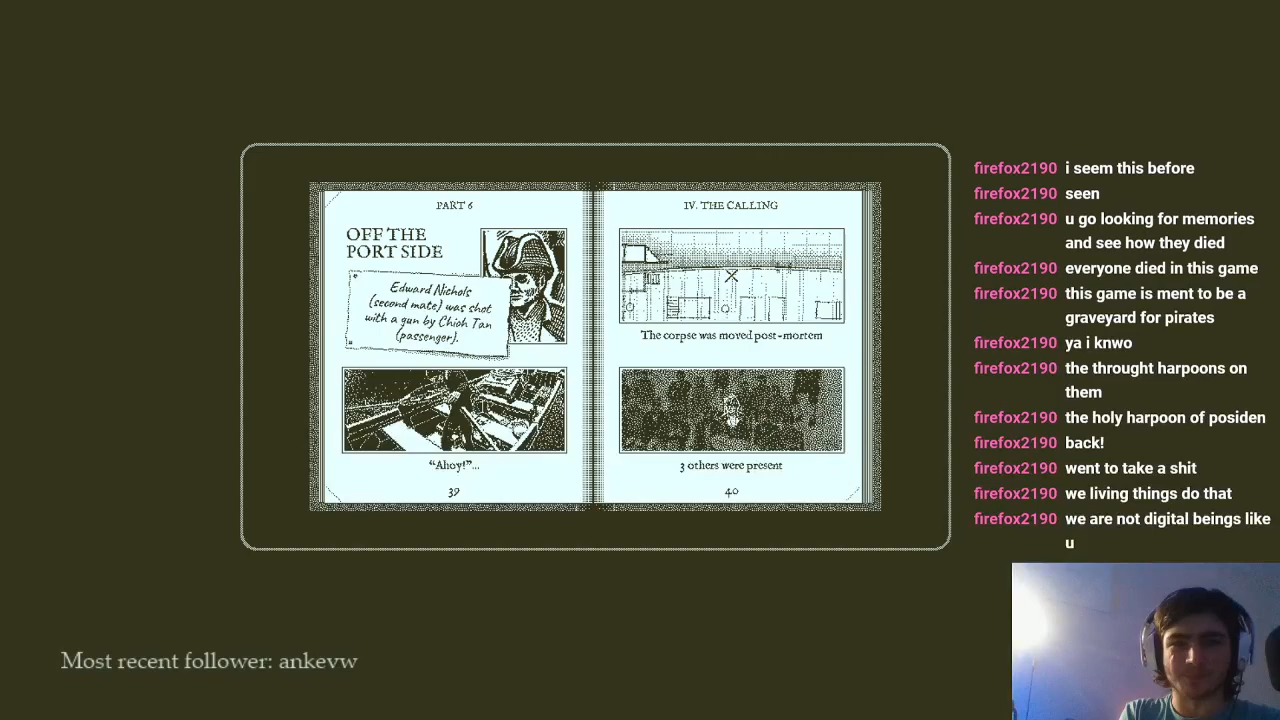 PART 6
OFF THE
PORT SIDE
Edward Nichols
(second mate) was shot
with a gun by Chioh Tan
(passenger).
“Ahoy!”...
39
IV. THE CALLING
The corpse was moved post-mortem
3 others were present
40
firefox2190 i seem this before
firefox2190 seen
firefox2190 u go looking for memories
and see how they died
firefox2190 everyone died in this game
firefox2190 this game is ment to be a
graveyard for pirates
firefox2190 ya i knwo
firefox2190 the throught harpoons on
them
firefox2190 the holy harpoon of posiden
firefox2190 back!
firefox2190 went to take a shit
firefox2190 we living things do that
firefox2190 we are not digital beings like
u
Most recent follower: ankevw